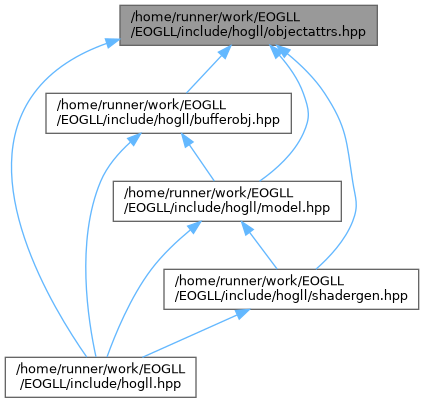 /home/runner/work/EOGLL
/EOGLL/include/hogll/objectattrs.hpp
/home/runner/work/EOGLL
/EOGLL/include/hogll/bufferobj.hpp
/home/runner/work/EOGLL
/EOGLL/include/hogll/model.hpp
/home/runner/work/EOGLL
/EOGLL/include/hogll/shadergen.hpp
/home/runner/work/EOGLL
/EOGLL/include/hogll.hpp